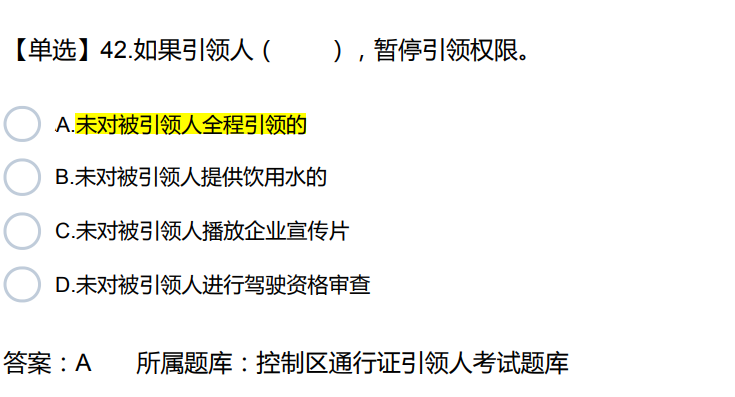 【单选】42.如果引领人（　　），暂停引领权限。
A.未对被引领人全程引领的
B.未对被引领人提供饮用水的
C.未对被引领人播放企业宣传片
D.未对被引领人进行驾驶资格审查
答案：A　　所属题库：控制区通行证引领人考试题库